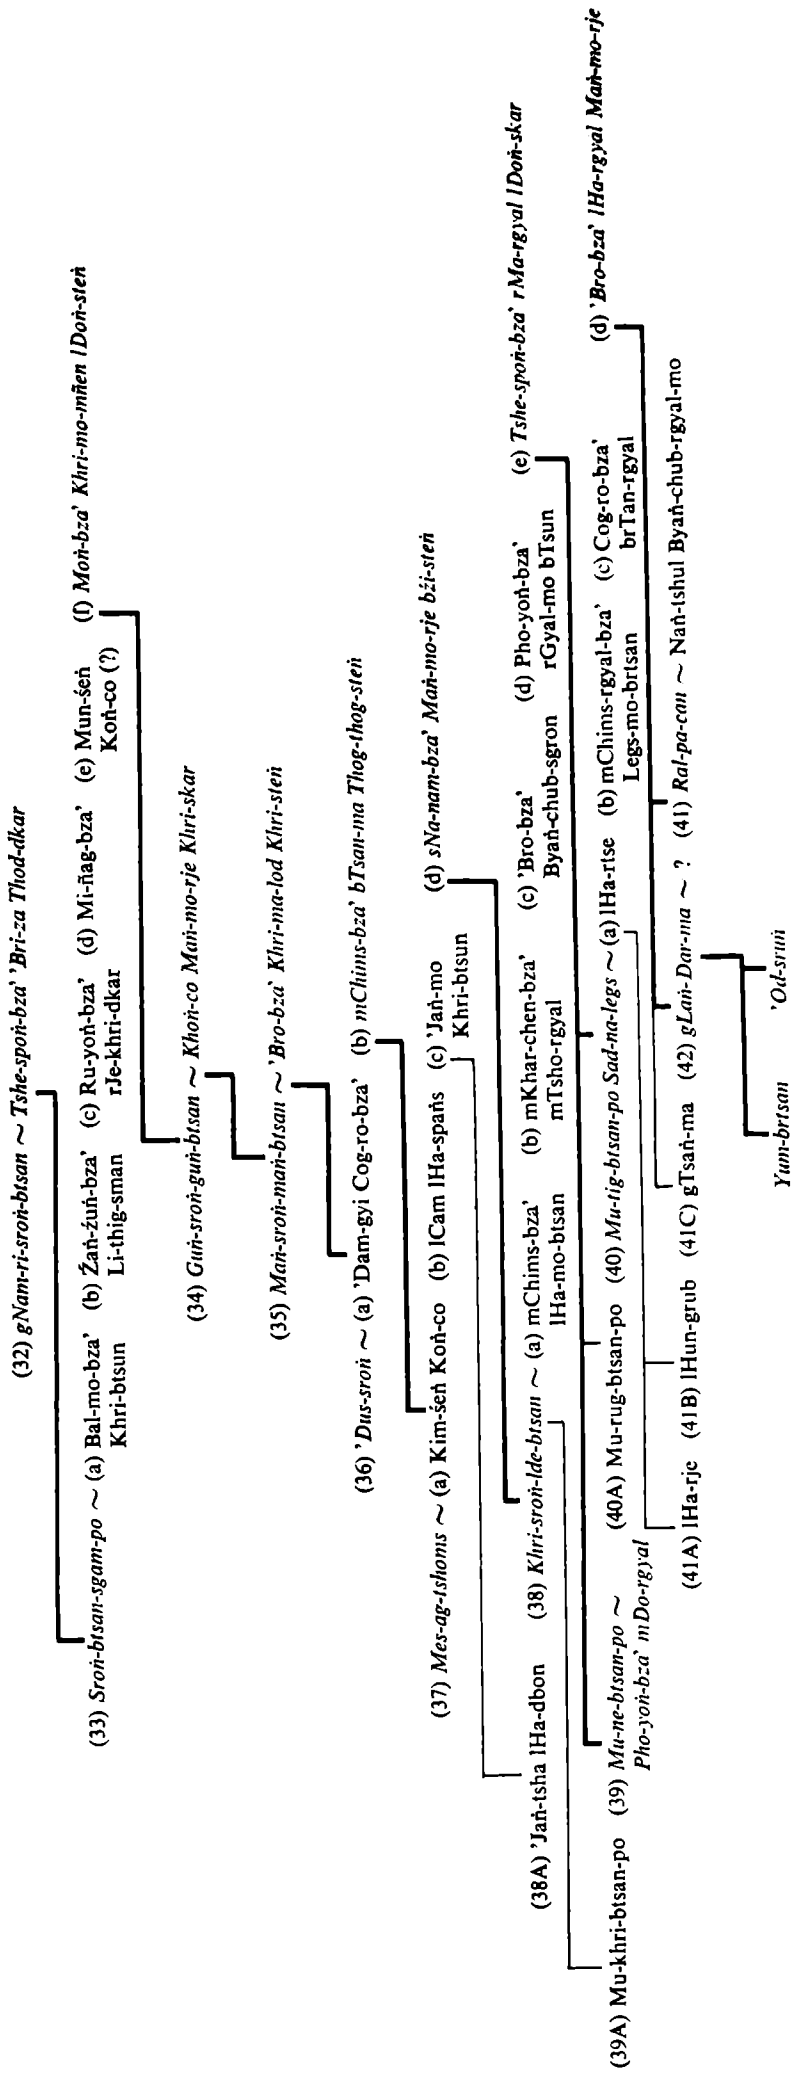 (32) gNam-ri-sroṅ-btsan ~ Tshe-spoṅ-bza' 'Bri-za Thod-dkar
(33) Sroṅ-btsan-sgam-po ~ (a) Bal-mo-bza' (b) Źaṅ-źuṅ-bza' (c) Ru-yoṅ-bza' (d) Mi-ñag-bza' (e) Mun-śeṅ (f) Moṅ-bza' Khri-mo-mñen lDoṅ-steṅ
Khri-btsun Li-thig-sman rJe-khri-dkar Koṅ-co (?)
(34) Guṅ-sroṅ-guṅ-btsan ~ Khoṅ-co Maṅ-mo-rje Khri-skar
(35) Maṅ-sroṅ-maṅ-btsan ~ 'Bro-bza' Khri-ma-lod Khri-steṅ
(36) 'Dus-sroṅ ~ (a) 'Dam-gyi Cog-ro-bza' (b) mChims-bza' bTsan-ma Thog-thog-steṅ
(37) Mes-ag-tshoms ~ (a) Kim-śeṅ Koṅ-co (b) lCam lHa-spaṅs (c) 'Jaṅ-mo (d) sNa-nam-bza' Maṅ-mo-rje bźi-steṅ
Khri-btsun
(38A) 'Jaṅ-tsha lHa-dbon (38) Khri-sroṅ-lde-btsan ~ (a) mChims-bza' (b) mKhar-chen-bza' (c) 'Bro-bza' (d) Pho-yoṅ-bza' (e) Tshe-spoṅ-bza' rMa-rgyal lDoṅ-skar
lHa-mo-btsan mTsho-rgyal Byaṅ-chub-sgron rGyal-mo bTsun
(39A) Mu-khri-btsan-po (39) Mu-ne-btsan-po ~ (40A) Mu-rug-btsan-po (40) Mu-tig-btsan-po Sad-na-legs ~ (a) lHa-rtse (b) mChims-rgyal-bza' (c) Cog-ro-bza' (d) 'Bro-bza' lHa-rgyal Maṅ-mo-rje
Pho-yoṅ-bza' mDo-rgyal Legs-mo-brtsan brTan-rgyal
(41A) lHa-rje (41B) lHun-grub (41C) gTsaṅ-ma (42) gLaṅ-Dar-ma ~ ? (41) Ral-pa-can ~ Naṅ-tshul Byaṅ-chub-rgyal-mo
Yum-brtsan 'Od-sruṅ